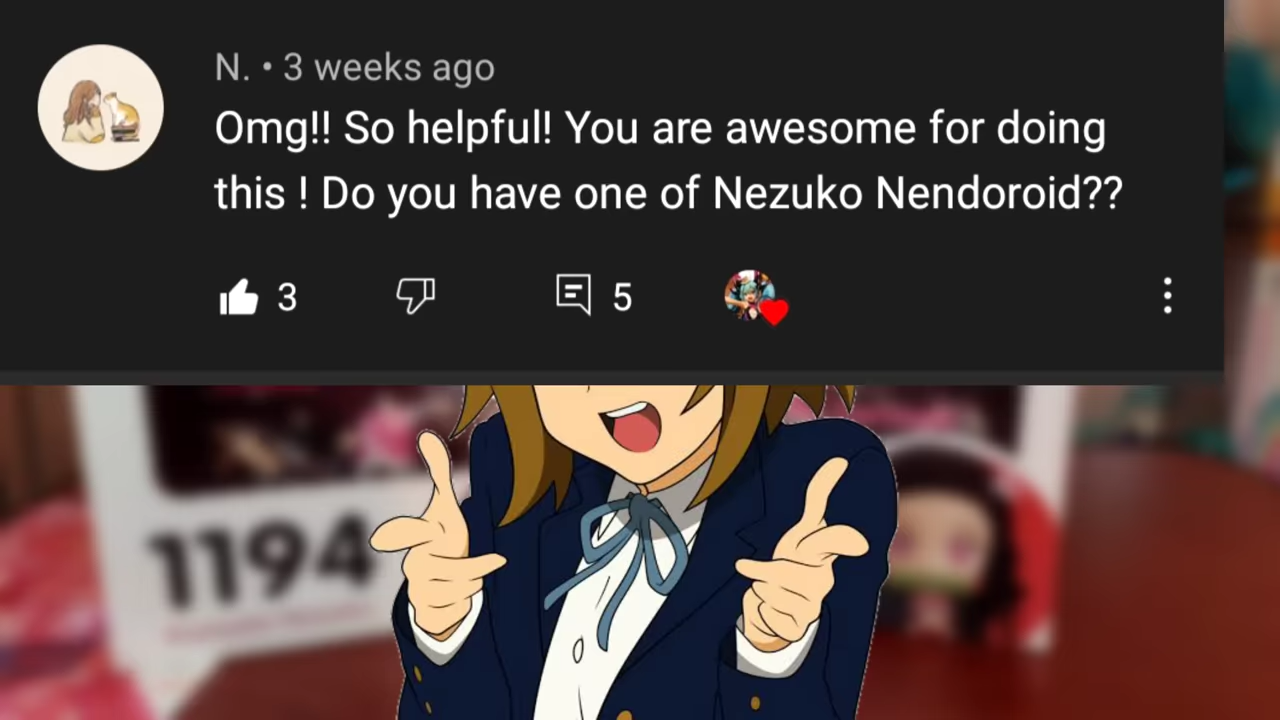 N. • 3 weeks ago
Omg!! So helpful! You are awesome for doing
this ! Do you have one of Nezuko Nendoroid??
3
5
1194